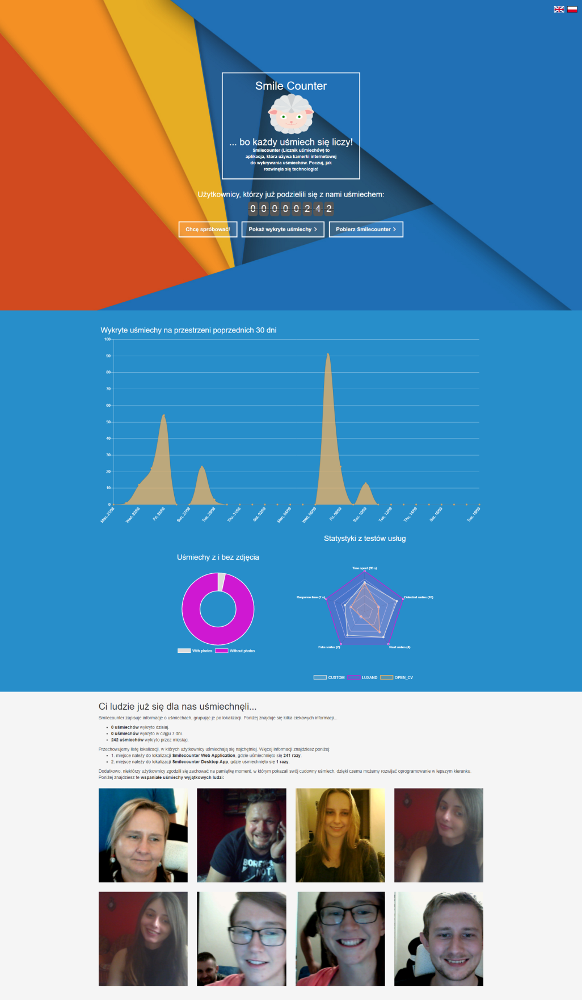 Smile Counter
... bo każdy uśmiech się liczy!
Smilecounter (Licznik uśmiechów) to
aplikacja, która używa kamerki internetowej
do wykrywania uśmiechów. Poczuj, jak
rozwinęła się technologia!
Użytkownicy, którzy już podzielili się z nami uśmiechem:
0 0 0 0 0 2 4 2
Chcę spróbować!
Pokaż wykryte uśmiechy >
Pobierz Smilecounter >
Wykryte uśmiechy na przestrzeni poprzednich 30 dni
100
90
80
70
60
50
40
30
20
10
0
Mon, 21/08
Wed, 23/08
Fri, 25/08
Sun, 27/08
Tue, 29/08
Thu, 31/08
Sat, 02/09
Mon, 04/09
Wed, 06/09
Fri, 08/09
Sun, 10/09
Tue, 12/09
Thu, 14/09
Sat, 16/09
Tue, 19/09
Statystyki z testów usług
Uśmiechy z i bez zdjęcia
Response time (2 s)
Detected smiles (10)
Fake smiles (2)
Real smiles (4)
With photos
Without photos
CUSTOM
LUXAND
OPEN_CV
Ci ludzie już się dla nas uśmiechnęli...
Smilecounter zapisuje informacje o uśmiechach, grupując je po lokalizacji. Poniżej znajduje się kilka ciekawych informacji...
• 0 uśmiechów wykryto dzisiaj.
• 0 uśmiechów wykryto w ciągu 7 dni.
• 242 uśmiechów wykryto przez miesiąc.
Przechowujemy listę lokalizacji, w których użytkownicy uśmiechają się najchętniej. Więcej informacji znajdziesz poniżej:
• 1. miejsce należy do lokalizacji Smilecounter Web Application, gdzie uśmiechnięto się 241 razy.
• 2. miejsce należy do lokalizacji Smilecounter Desktop App, gdzie uśmiechnięto się 1 razy.
Dodatkowo, niektórzy użytkownicy zgodzili się zachować na pamiątkę moment, w którym pokazali swój cudowny uśmiech, dzięki czemu możemy rozwijać oprogramowanie w lepszym kierunku.
Poniżej znajdziesz te wspaniałe uśmiechy wyjątkowych ludzi:
NOT